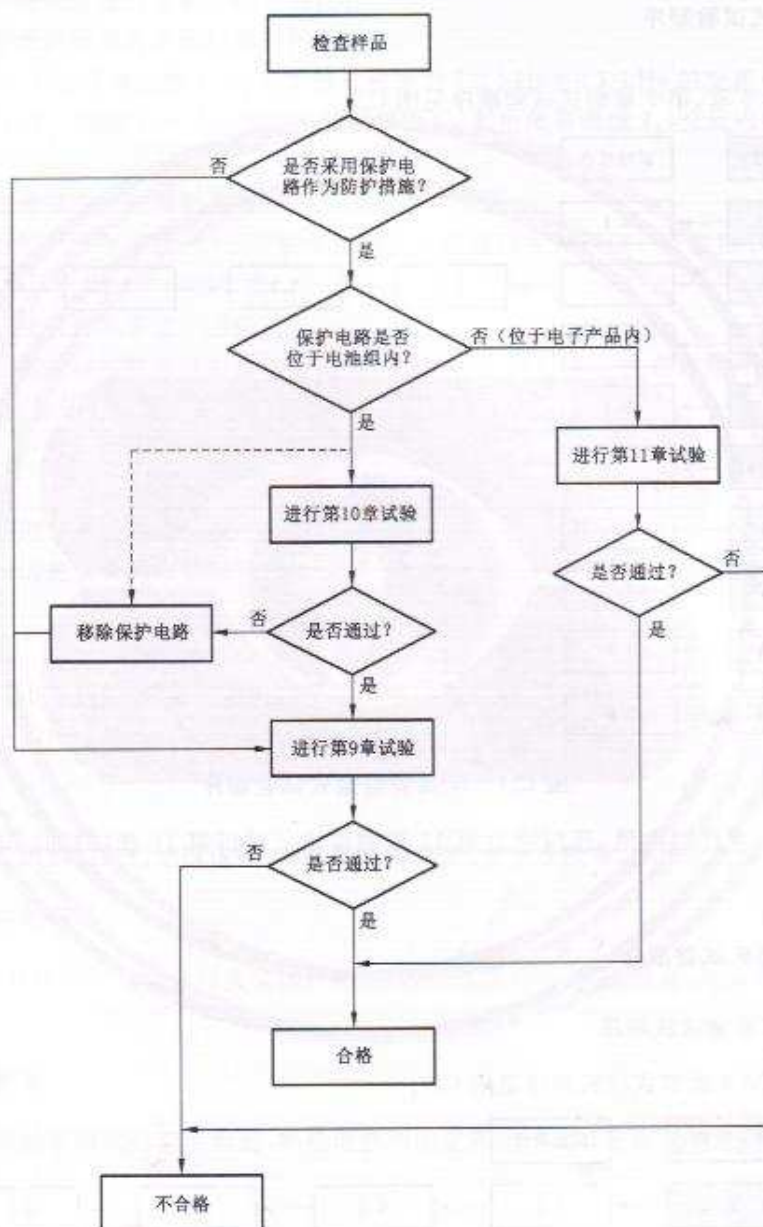 检查样品
是否采用保护电
路作为防护措施?
否
是
保护电路是否
位于电池组内?
否(位于电子产品内)
是
进行第11章试验
进行第10章试验
是否通过?
否
是
移除保护电路
否
是否通过?
是
进行第9章试验
否
是否通过?
是
合格
不合格